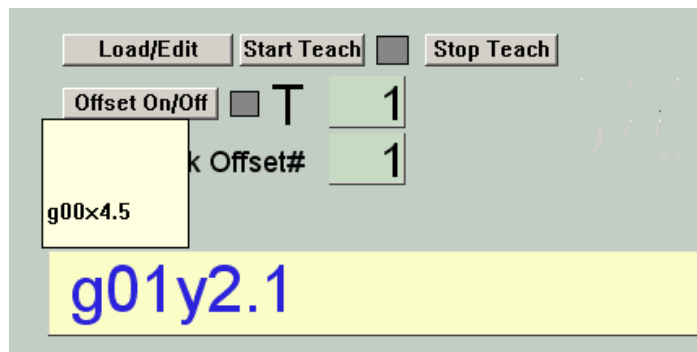 Load/Edit Start Teach Stop Teach
Offset On/Off T 1
k Offset# 1
g00x4.5
g01y2.1